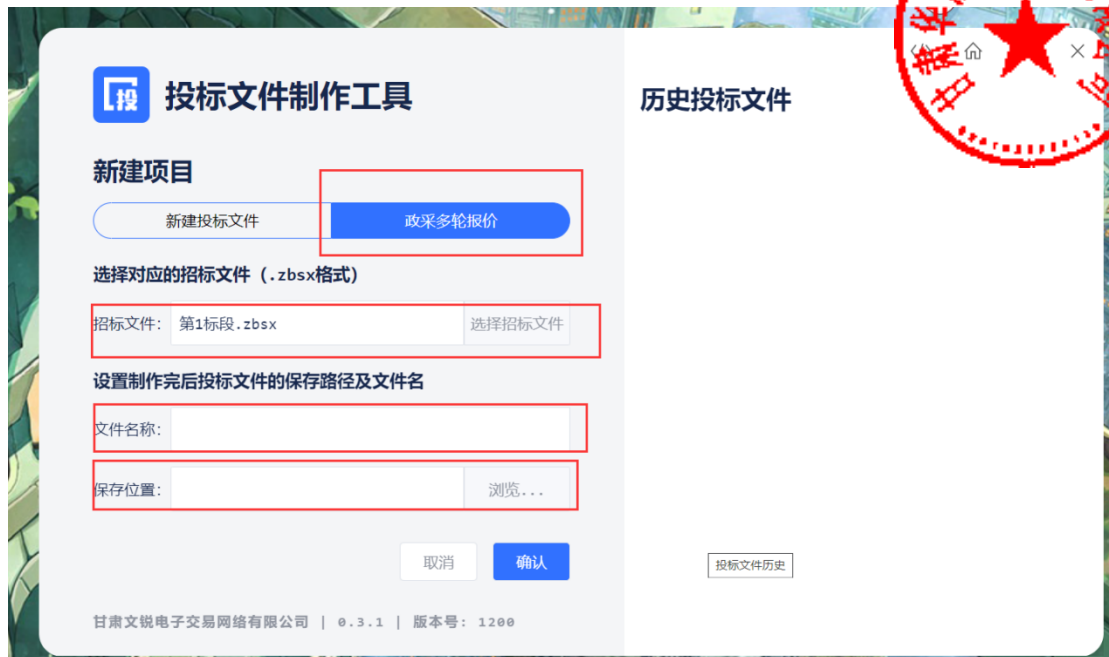 投
投标文件制作工具
新建项目
新建投标文件
政采多轮报价
选择对应的招标文件（.zbsx格式）
招标文件：
第1标段.zbsx
选择招标文件
设置制作完后投标文件的保存路径及文件名
文件名称：
保存位置：
浏览...
取消
确认
甘肃文锐电子交易网络有限公司 | 0.3.1 | 版本号: 1200
历史投标文件
投标文件历史
甘肃华